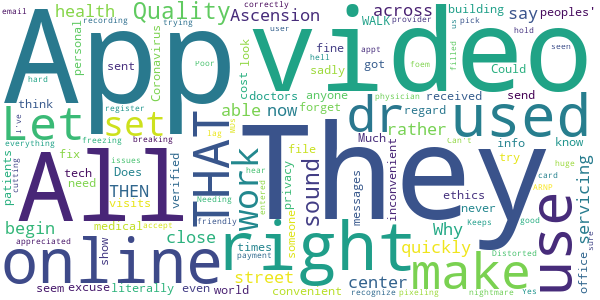 email
recording
trying
Quality
across
building
say
peoples'
health
Ascension
WALK
provider
us
pick
correctly
user
appt
hold
seen
fine
hell
personal
Coronavirus
cost
look
sent
Poor
App
video
hard
think
register
able
now
doctors
anyone
forget
sadly
got
Could
foem
filled
physician
send
received
regard
Let
set
dr
used
everything
i've
cutting
freezing
breaking
rather
Much
info
know
issues
lag
May
THAT
They
All
fix
Does
THEN
tech
need
patients
verified
work
Needing
hear
entered
sound
file
privacy
someone
messages
inconvenient
try
Can't
huge
card
ARNP
ethics
never
Why
visits
medical
accept
friendly
begin
close
times
payment
right
quickly
make
use
office
servicing
Keeps
good
appreciated
online
show
street
center
seem
excuse
literally
even
world
convenient
recognize
pixeling
Distorted
nightmare
Yes
sure